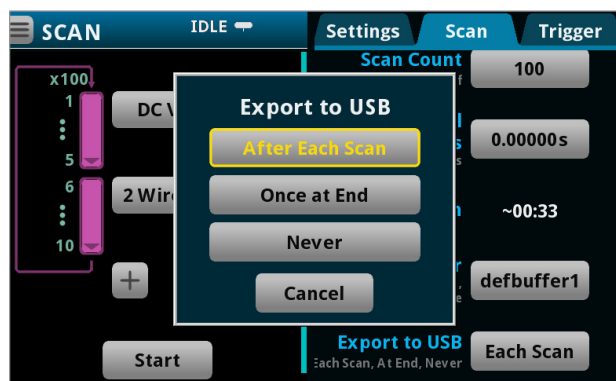 SCAN
IDLE
Settings
Scan
Trigger
x100
1
5
6
10
DC V
2 Wire
+
Start
Export to USB
After Each Scan
Once at End
Never
Cancel
Scan Count
100
0.00000s
~00:33
defbuffer1
Export to USB
Each Scan, At End, Never
Each Scan